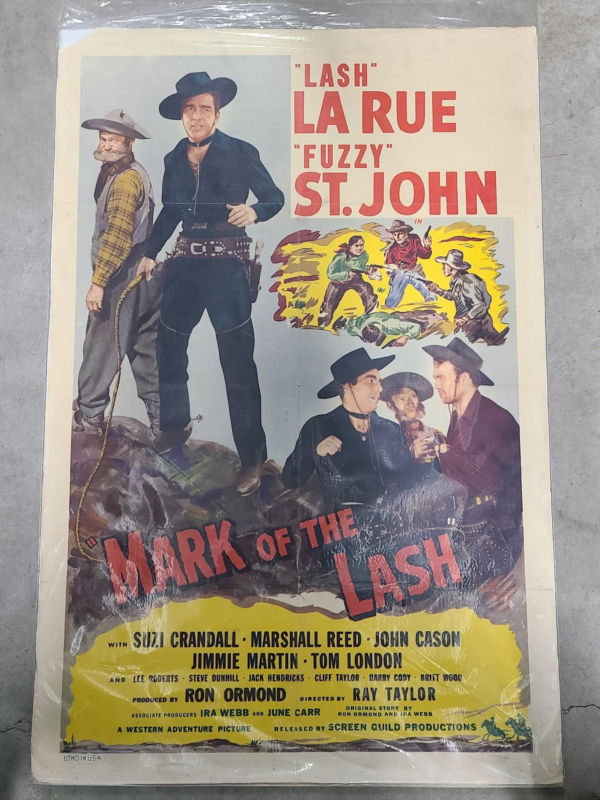 "LASH"
LA RUE
"FUZZY"
ST. JOHN
IN
"MARK OF THE
LASH"
WITH SUZI CRANDALL · MARSHALL REED · JOHN CASON
JIMMIE MARTIN · TOM LONDON
AND LEE ROBERTS · STEVE DUNHILL · JACK HENDRICKS · CLIFF TAYLOR · HARRY CODY · BRITT WOOD
PRODUCED BY RON ORMOND DIRECTED BY RAY TAYLOR
ASSOCIATE PRODUCERS IRA WEBB AND JUNE CARR
ORIGINAL STORY BY
RON ORMOND AND IRA WEBB
A WESTERN ADVENTURE PICTURE RELEASED BY SCREEN GUILD PRODUCTIONS
LITHO IN U.S.A.